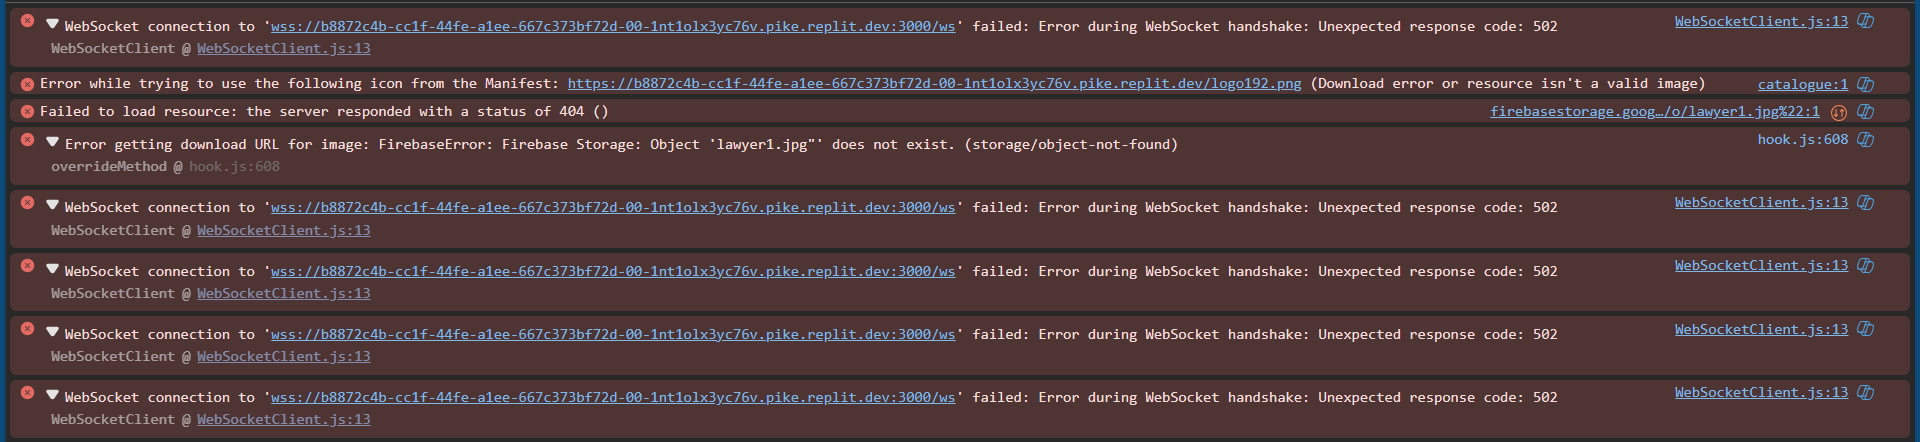 WebSocket connection to 'wss://b8872c4b-cc1f-44fe-a1ee-667c373bf72d-00-1nt1olx3yc76v.pike.replit.dev:3000/ws' failed: Error during WebSocket handshake: Unexpected response code: 502 WebSocketClient.js:13
WebSocketClient @ WebSocketClient.js:13
Error while trying to use the following icon from the Manifest: https://b8872c4b-cc1f-44fe-a1ee-667c373bf72d-00-1nt1olx3yc76v.pike.replit.dev/logo192.png (Download error or resource isn't a valid image) catalogue:1
Failed to load resource: the server responded with a status of 404 () firebasestorage.goog…/o/lawyer1.jpg%22:1
Error getting download URL for image: FirebaseError: Firebase Storage: Object 'lawyer1.jpg"' does not exist. (storage/object-not-found) hook.js:608
overrideMethod @ hook.js:608
WebSocket connection to 'wss://b8872c4b-cc1f-44fe-a1ee-667c373bf72d-00-1nt1olx3yc76v.pike.replit.dev:3000/ws' failed: Error during WebSocket handshake: Unexpected response code: 502 WebSocketClient.js:13
WebSocketClient @ WebSocketClient.js:13
WebSocket connection to 'wss://b8872c4b-cc1f-44fe-a1ee-667c373bf72d-00-1nt1olx3yc76v.pike.replit.dev:3000/ws' failed: Error during WebSocket handshake: Unexpected response code: 502 WebSocketClient.js:13
WebSocketClient @ WebSocketClient.js:13
WebSocket connection to 'wss://b8872c4b-cc1f-44fe-a1ee-667c373bf72d-00-1nt1olx3yc76v.pike.replit.dev:3000/ws' failed: Error during WebSocket handshake: Unexpected response code: 502 WebSocketClient.js:13
WebSocketClient @ WebSocketClient.js:13
WebSocket connection to 'wss://b8872c4b-cc1f-44fe-a1ee-667c373bf72d-00-1nt1olx3yc76v.pike.replit.dev:3000/ws' failed: Error during WebSocket handshake: Unexpected response code: 502 WebSocketClient.js:13
WebSocketClient @ WebSocketClient.js:13